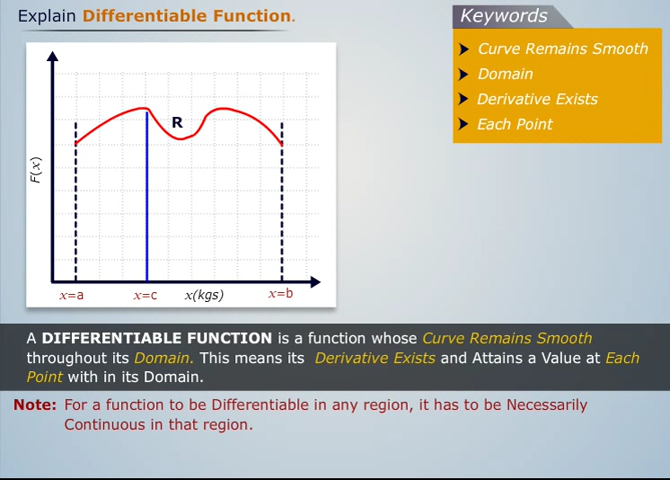 Explain Differentiable Function.
Keywords
Curve Remains Smooth
Domain
Derivative Exists
Each Point
R
F(x)
x=a
x=c
x(kgs)
x=b
A DIFFERENTIABLE FUNCTION is a function whose Curve Remains Smooth
throughout its Domain. This means its Derivative Exists and Attains a Value at Each
Point with in its Domain.
Note: For a function to be Differentiable in any region, it has to be Necessarily
Continuous in that region.